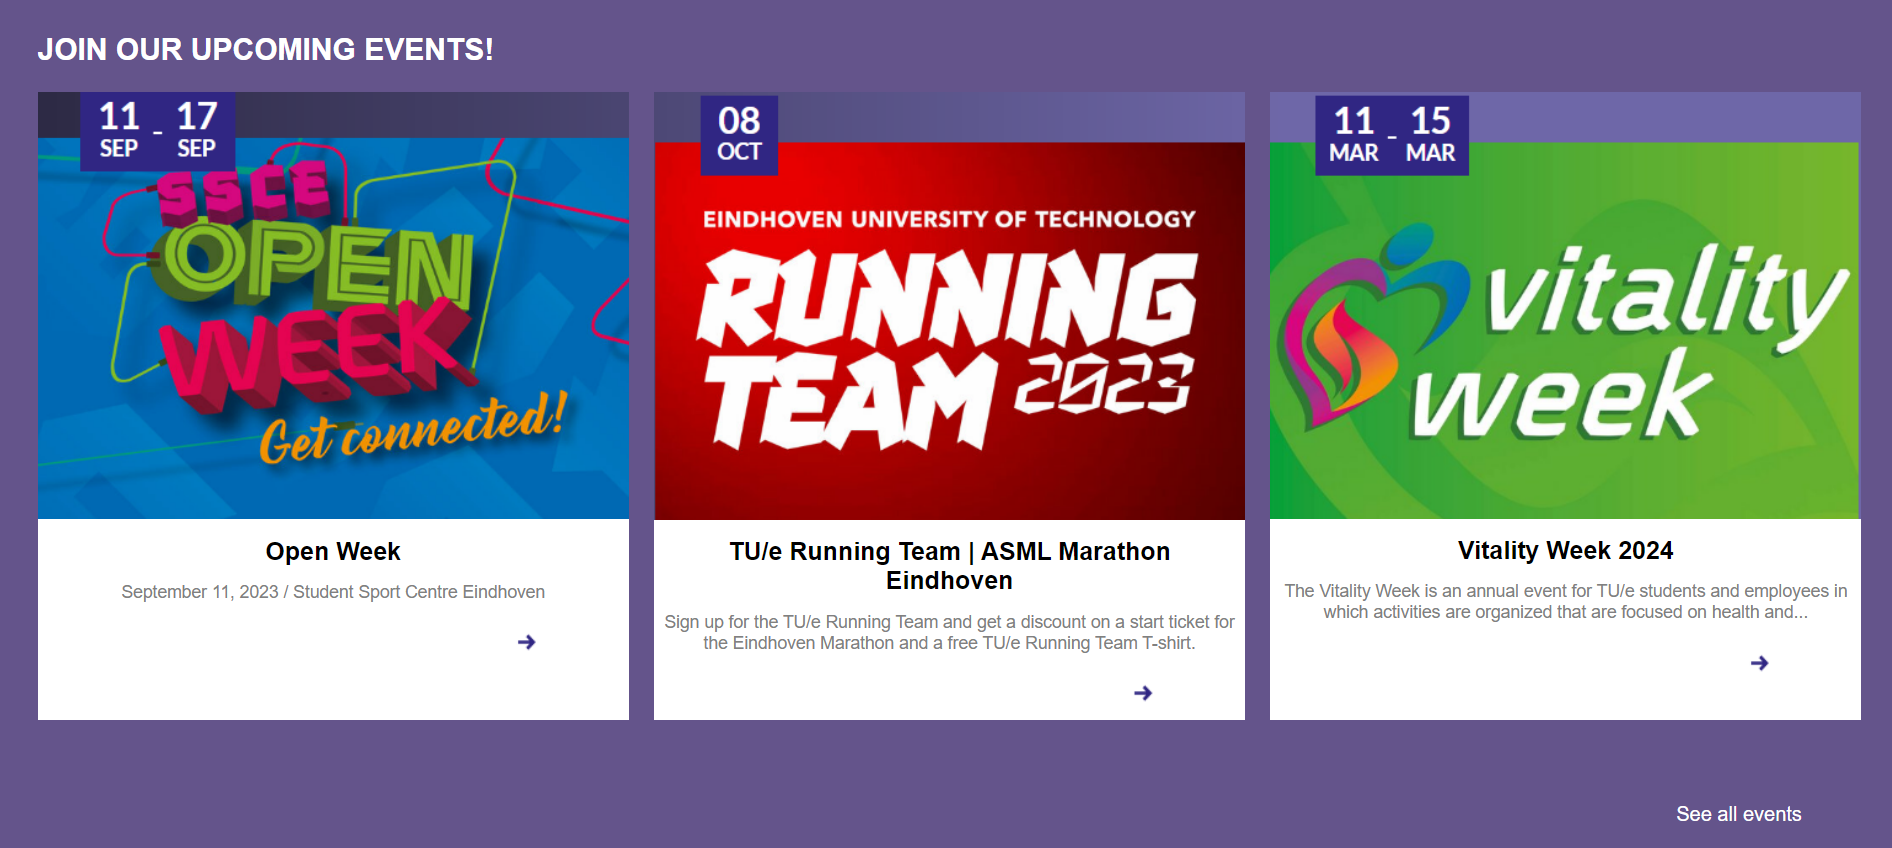 JOIN OUR UPCOMING EVENTS!
11 - 17
SEP SEP
SSCE
OPEN
WEEK
Get connected!
Open Week
September 11, 2023 / Student Sport Centre Eindhoven
08
OCT
EINDHOVEN UNIVERSITY OF TECHNOLOGY
RUNNING
TEAM 2023
TU/e Running Team | ASML Marathon
Eindhoven
Sign up for the TU/e Running Team and get a discount on a start ticket for
the Eindhoven Marathon and a free TU/e Running Team T-shirt.
11 - 15
MAR MAR
vitality
week
Vitality Week 2024
The Vitality Week is an annual event for TU/e students and employees in
which activities are organized that are focused on health and...
See all events